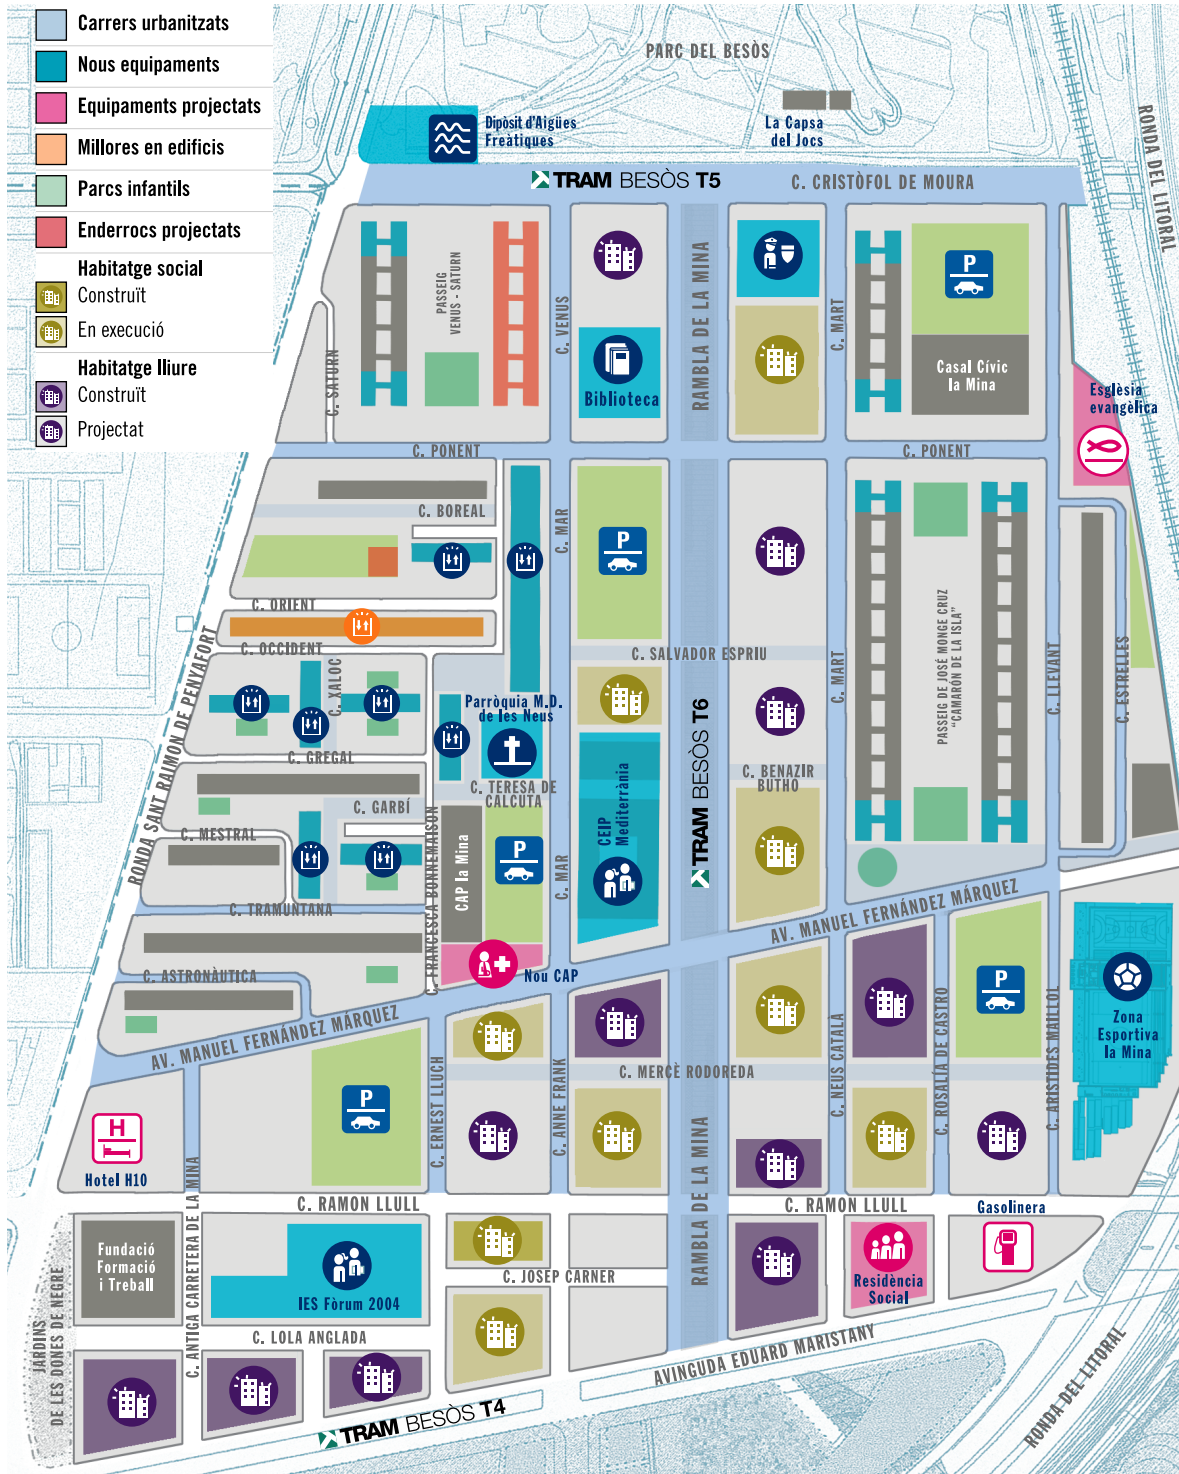 Carrers urbanitzats
Nous equipaments
Equipaments projectats
Millores en edificis
Parcs infantils
Enderrocs projectats
Habitatge social
Construït
En execució
Habitatge lliure
Construït
Projectat
PARC DEL BESÒS
Dipòsit d'Aigües
Freàtiques
La Capsa
del Jocs
RONDA DEL LITORAL
TRAM BESÒS T5
C. CRISTÒFOL DE MOURA
PASSEIG
VENUS - SATURN
C. SATURN
C. VENUS
RAMBLA DE LA MINA
C. MART
P
Biblioteca
Casal Cívic
la Mina
Església
evangèlica
C. PONENT
C. PONENT
C. BOREAL
C. MAR
P
C. ORIENT
C. OCCIDENT
C. XALOC
C. SALVADOR ESPRIU
C. MART
PASSEIG DE JOSÉ MONGE CRUZ
"CAMARÓN DE LA ISLA"
C. LLEVANT
C. ESTRELLES
RONDA SANT RAIMON DE PENYAFORT
Parròquia M.D.
de les Neus
C. GREGAL
C. TERESA DE
CALCUTA
TRAM BESÒS T6
C. BENAZIR
BUTHO
C. GARBÍ
C. MESTRAL
CEIP
Mediterrània
CAP la Mina
P
C. MAR
C. FRANCESCA BONNEMAISON
C. TRAMUNTANA
AV. MANUEL FERNÁNDEZ MÁRQUEZ
C. ASTRONÀUTICA
Nou CAP
P
Zona
Esportiva
la Mina
AV. MANUEL FERNÁNDEZ MÁRQUEZ
C. MERCÈ RODOREDA
C. ERNEST LLUCH
C. ANNE FRANK
C. NEUS CATALÀ
C. ROSALÍA DE CASTRO
C. ARISTIDES MAILLOL
P
H
Hotel H10
C. ANTIGA CARRETERA DE LA MINA
RAMBLA DE LA MINA
C. RAMON LLULL
C. RAMON LLULL
Gasolinera
Fundació
Formació
i Treball
IES Fòrum 2004
C. JOSEP CARNER
Residència
Social
C. LOLA ANGLADA
JARDINS
DE LES DONES DE NEGRE
AVINGUDA EDUARD MARISTANY
RONDA DEL LITORAL
TRAM BESÒS T4